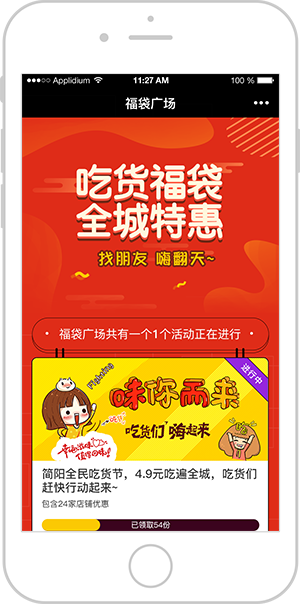 Applidium 11:27 AM 100 %
福袋广场
吃货福袋
全城特惠
找朋友 嗨翻天~
福袋广场共有一个1个活动正在进行
进行中
Fighting
味你而来
吃货们嗨起来
简阳全民吃货节，4.9元吃遍全城，吃货们
赶快行动起来~
包含24家店铺优惠
已领取54份